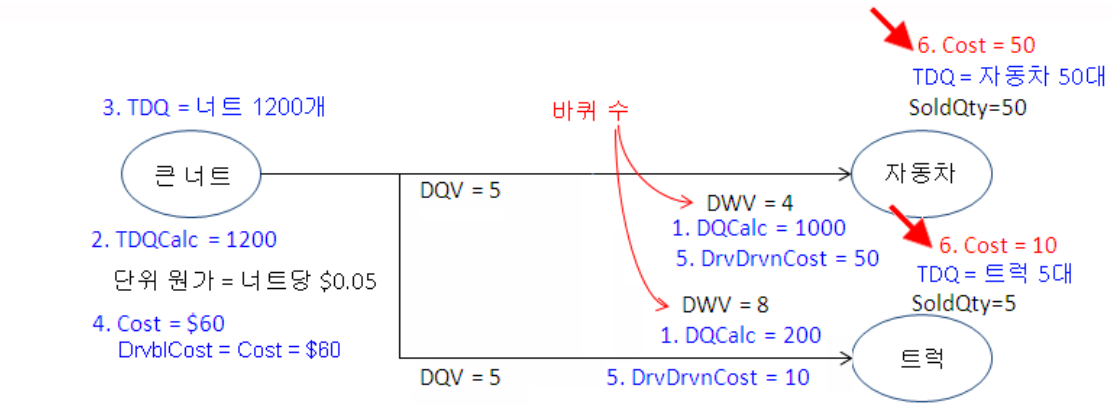 6. Cost = 50
TDQ = 자동차 50대
SoldQty=50
3. TDQ = 너트 1200개
바퀴 수
큰 너트
자동차
DQV = 5
DWV = 4
1. DQCalc = 1000
5. DrvDrvnCost = 50
2. TDQCalc = 1200
단위 원가 = 너트당 $0.05
6. Cost = 10
TDQ = 트럭 5대
SoldQty=5
DWV = 8
1. DQCalc = 200
4. Cost = $60
DrvblCost = Cost = $60
트럭
DQV = 5
5. DrvDrvnCost = 10